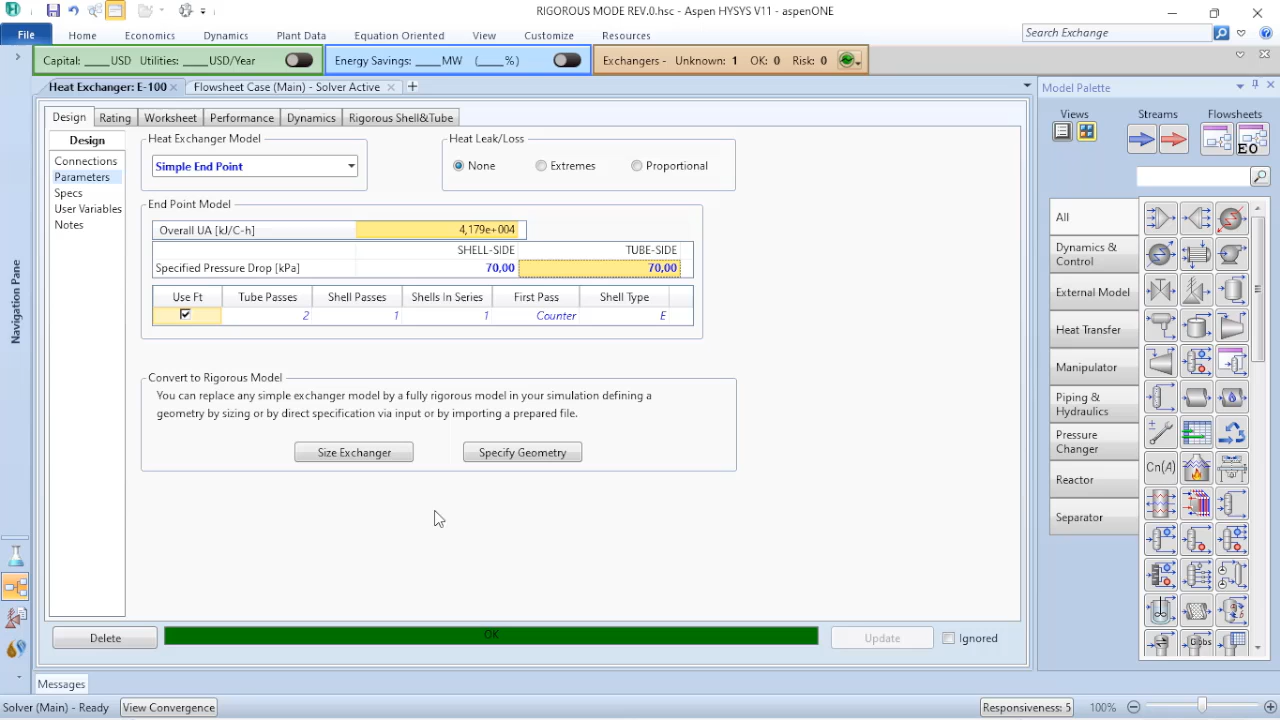 RIGOROUS MODE REV.0.hsc - Aspen HYSYS V11 - aspenONE
File Home Economics Dynamics Plant Data Equation Oriented View Customize Resources Search Exchange
Capital: ____USD Utilities: ____USD/Year Energy Savings: ____MW (____%) Exchangers - Unknown: 1 OK: 0 Risk: 0
Heat Exchanger: E-100 Flowsheet Case (Main) - Solver Active
Model Palette
Design Rating Worksheet Performance Dynamics Rigorous Shell&Tube
Views Streams Flowsheets
EO
Design
Connections
Parameters
Specs
User Variables
Notes
Heat Exchanger Model
Simple End Point
Heat Leak/Loss
None Extremes Proportional
End Point Model
Overall UA [kJ/C-h] 4,179e+004
SHELL-SIDE TUBE-SIDE
Specified Pressure Drop [kPa] 70,00 70,00
Use Ft Tube Passes Shell Passes Shells In Series First Pass Shell Type
2 1 1 Counter E
Convert to Rigorous Model
You can replace any simple exchanger model by a fully rigorous model in your simulation defining a
geometry by sizing or by direct specification via input or by importing a prepared file.
Size Exchanger Specify Geometry
Delete OK Update Ignored
Navigation Pane
All
Dynamics &
Control
External Model
Heat Transfer
Manipulator
Piping &
Hydraulics
Pressure
Changer
Reactor
Separator
Cn(A)
Gibbs
Messages
Solver (Main) - Ready View Convergence Responsiveness: 5 100%